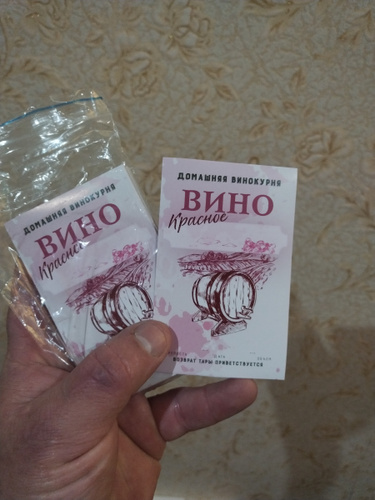 ДОМАШНЯЯ ВИНОКУРНЯ
ВИНО
Красное
ДОМАШНЯЯ ВИНОКУРНЯ
ВИНО
Красное
ВОЗВРАТ ТАРЫ ПРИВЕТСТВУЕТСЯ